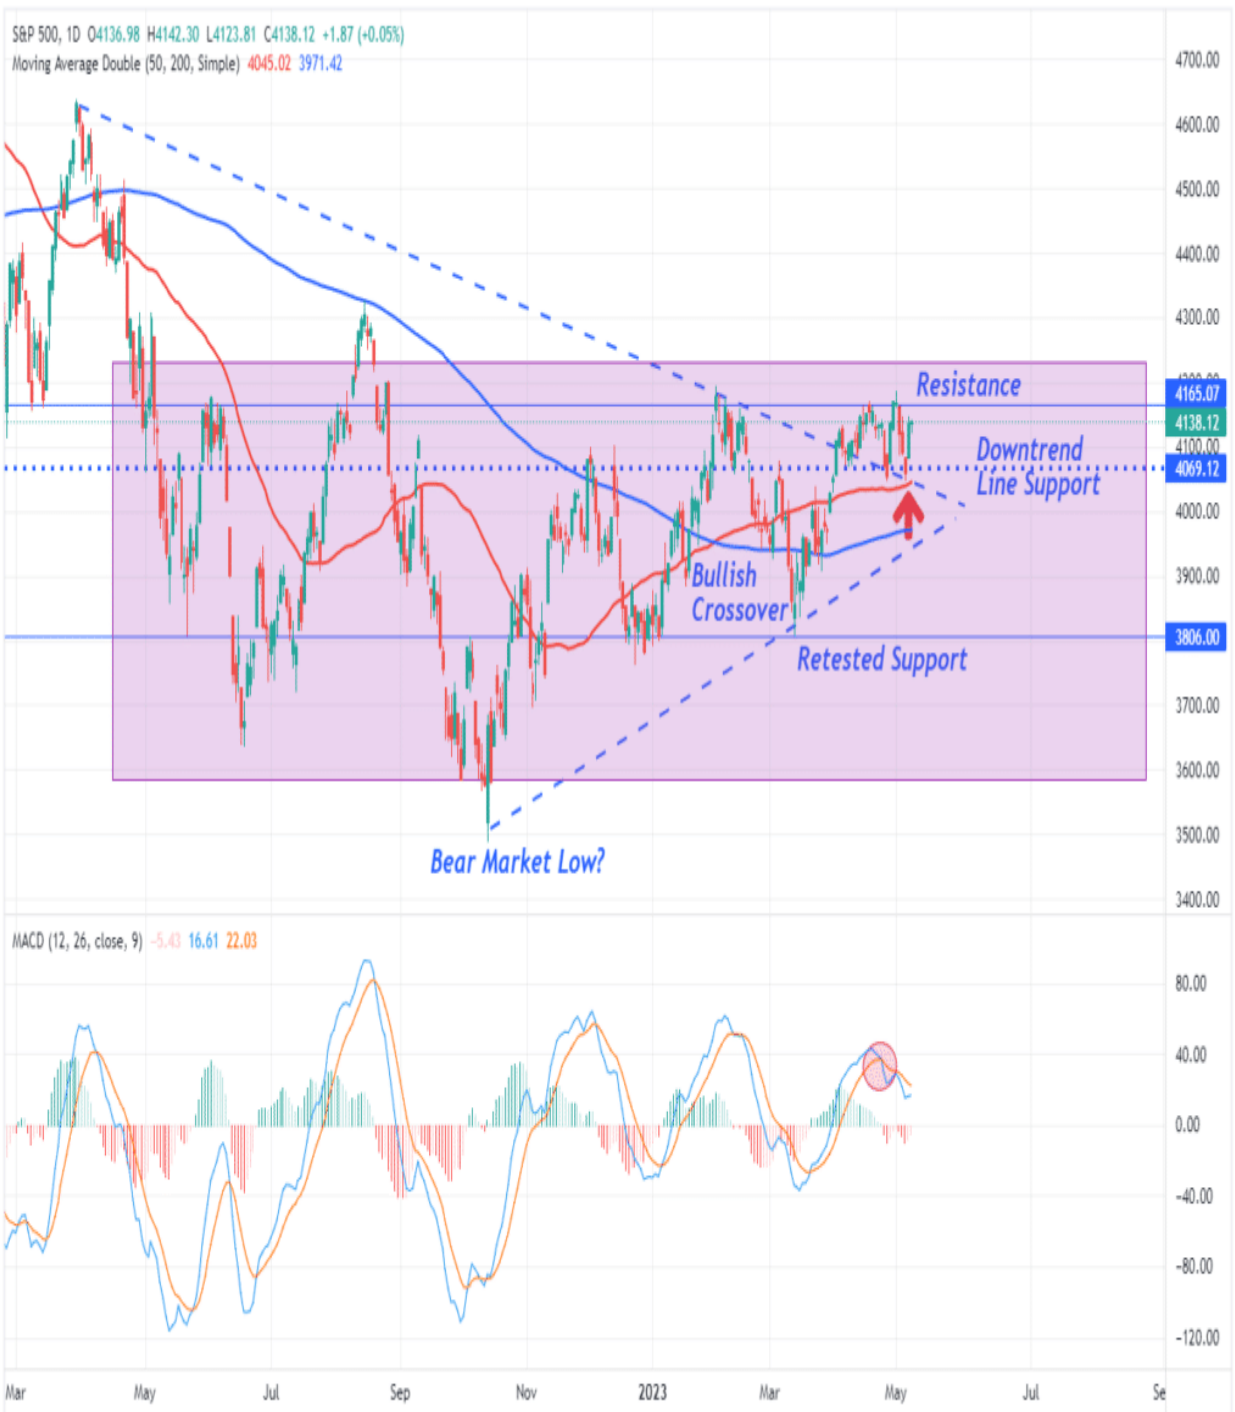 S&P 500, 1D O4136.98 H4142.30 L4123.81 C4138.12 +1.87 (+0.05%)
Moving Average Double (50, 200, Simple) 4045.02 3971.42
4700.00
4600.00
4500.00
4400.00
4300.00
Resistance
4165.07
4138.12
4100.00
Downtrend
Line Support
4069.12
4000.00
3900.00
Bullish
Crossover
3806.00
Retested Support
3700.00
3600.00
3500.00
Bear Market Low?
3400.00
MACD (12, 26, close, 9) -5.43 16.61 22.03
80.00
40.00
0.00
-40.00
-80.00
-120.00
Mar May Jul Sep Nov 2023 Mar May Jul Se